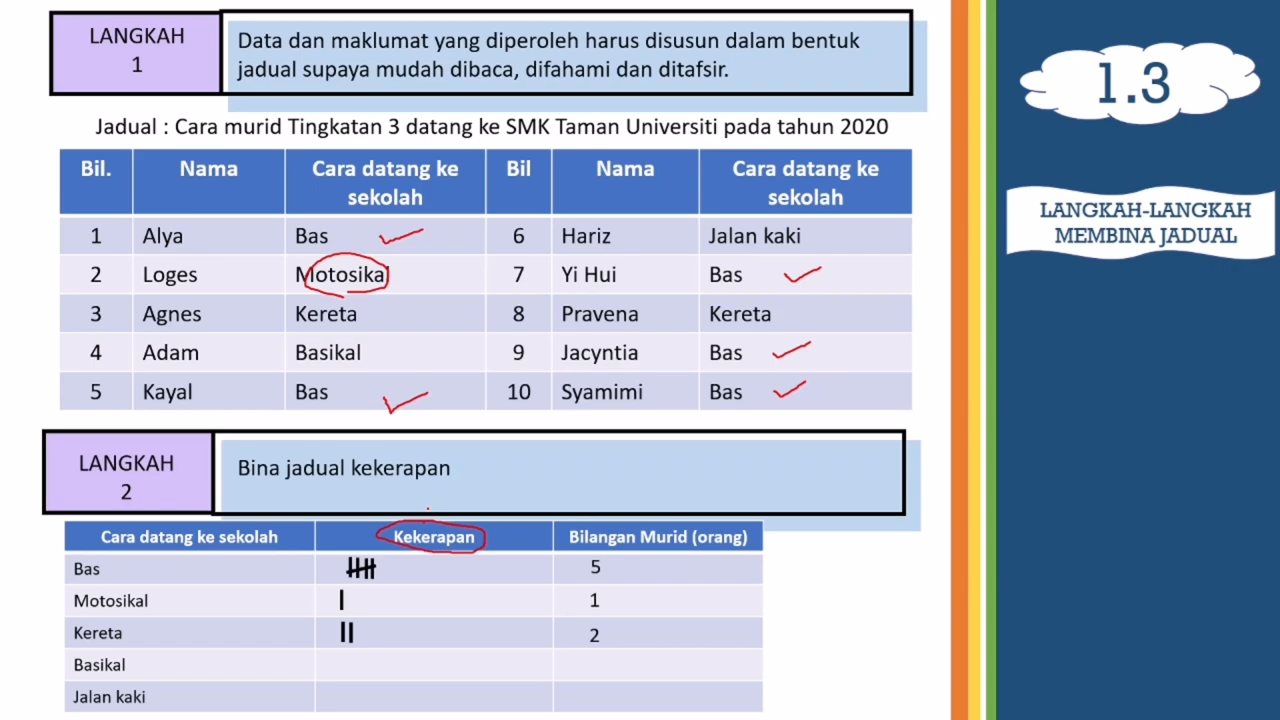 LANGKAH
1
Data dan maklumat yang diperoleh harus disusun dalam bentuk
jadual supaya mudah dibaca, difahami dan ditafsir.
Jadual : Cara murid Tingkatan 3 datang ke SMK Taman Universiti pada tahun 2020
Bil. Nama Cara datang ke sekolah Bil Nama Cara datang ke sekolah
1 Alya Bas 6 Hariz Jalan kaki
2 Loges Motosikal 7 Yi Hui Bas
3 Agnes Kereta 8 Pravena Kereta
4 Adam Basikal 9 Jacyntia Bas
5 Kayal Bas 10 Syamimi Bas
LANGKAH
2
Bina jadual kekerapan
Cara datang ke sekolah Kekerapan Bilangan Murid (orang)
Bas 5
Motosikal 1
Kereta 2
Basikal
Jalan kaki
1.3
LANGKAH-LANGKAH
MEMBINA JADUAL